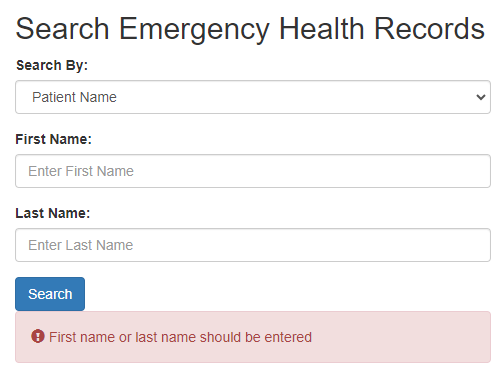 Search Emergency Health Records
Search By:
Patient Name
First Name:
Enter First Name
Last Name:
Enter Last Name
Search
First name or last name should be entered